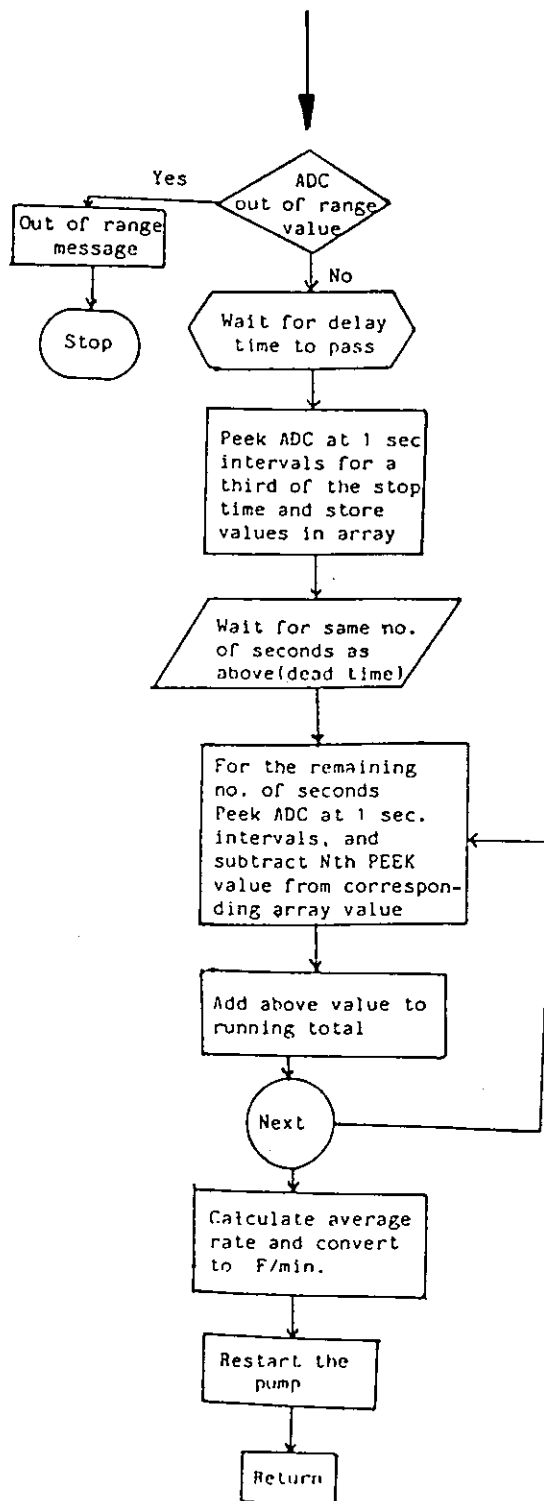 ADC
out of range
value
Yes
Out of range
message
Stop
No
Wait for delay
time to pass
Peek ADC at 1 sec
intervals for a
third of the stop
time and store
values in array
Wait for same no.
of seconds as
above(dead time)
For the remaining
no. of seconds
Peek ADC at 1 sec.
intervals, and
subtract Nth PEEK
value from correspon-
ding array value
Add above value to
running total
Next
Calculate average
rate and convert
to F/min.
Restart the
pump
Return